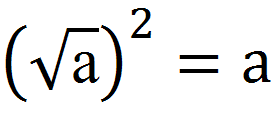 (√a)² = a